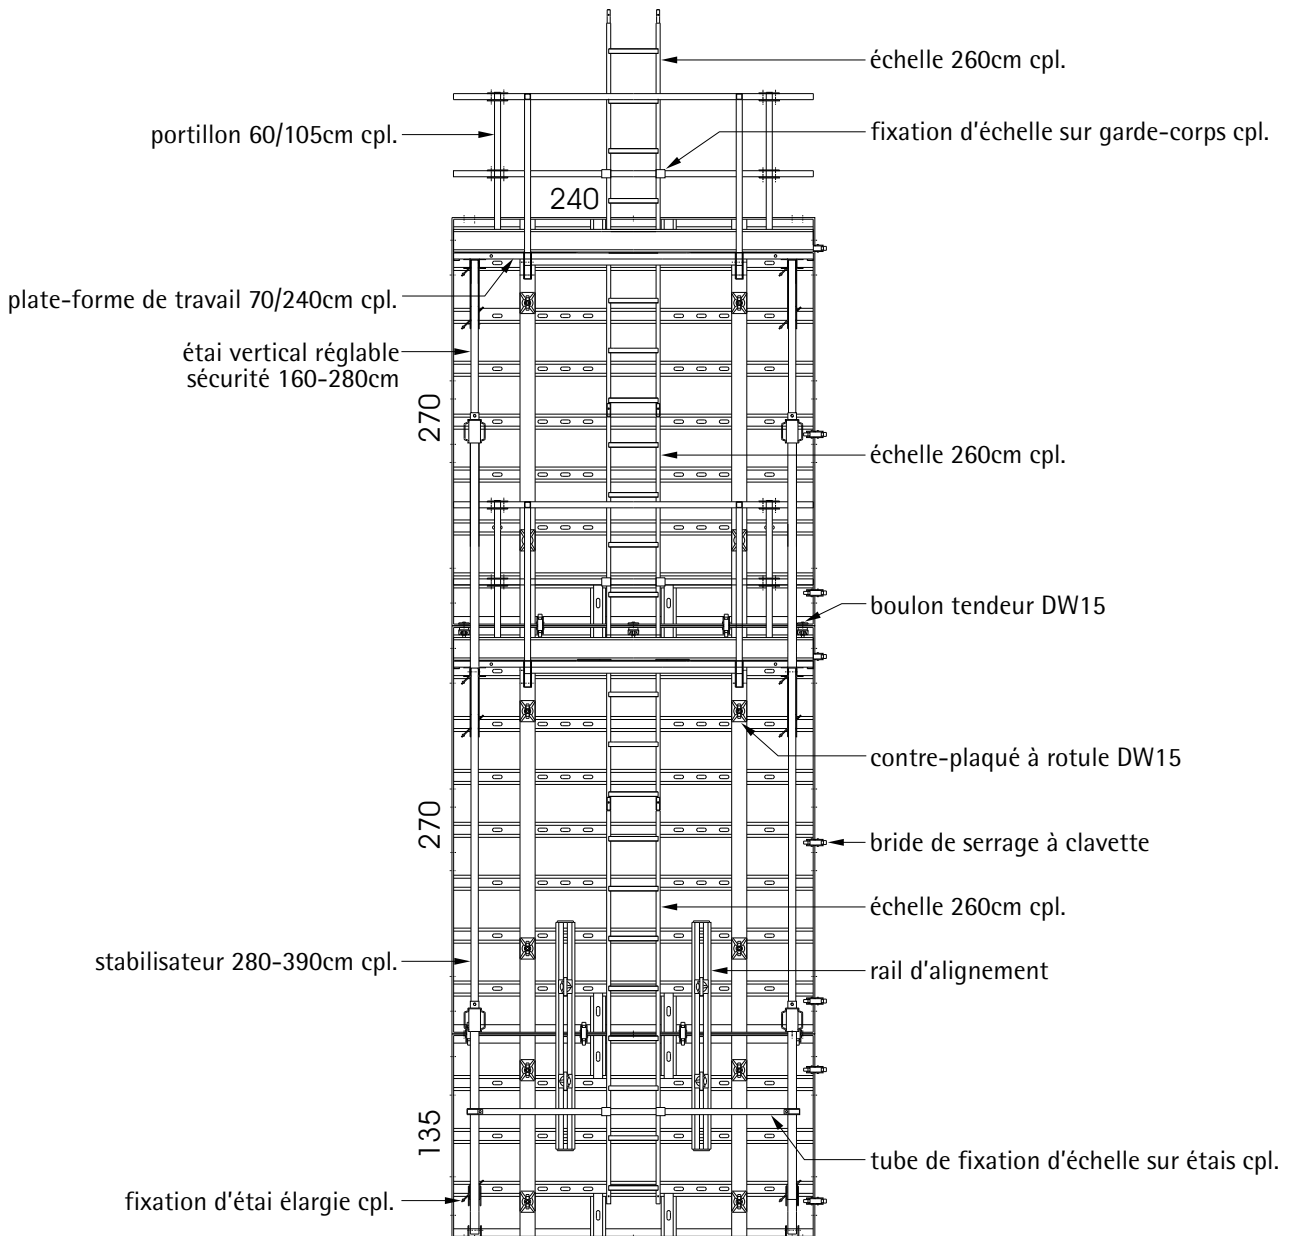 échelle 260cm cpl.
portillon 60/105cm cpl.
fixation d'échelle sur garde-corps cpl.
240
plate-forme de travail 70/240cm cpl.
étai vertical réglable
sécurité 160-280cm
270
échelle 260cm cpl.
boulon tendeur DW15
contre-plaqué à rotule DW15
270
bride de serrage à clavette
échelle 260cm cpl.
stabilisateur 280-390cm cpl.
rail d'alignement
135
tube de fixation d'échelle sur étais cpl.
fixation d'étai élargie cpl.